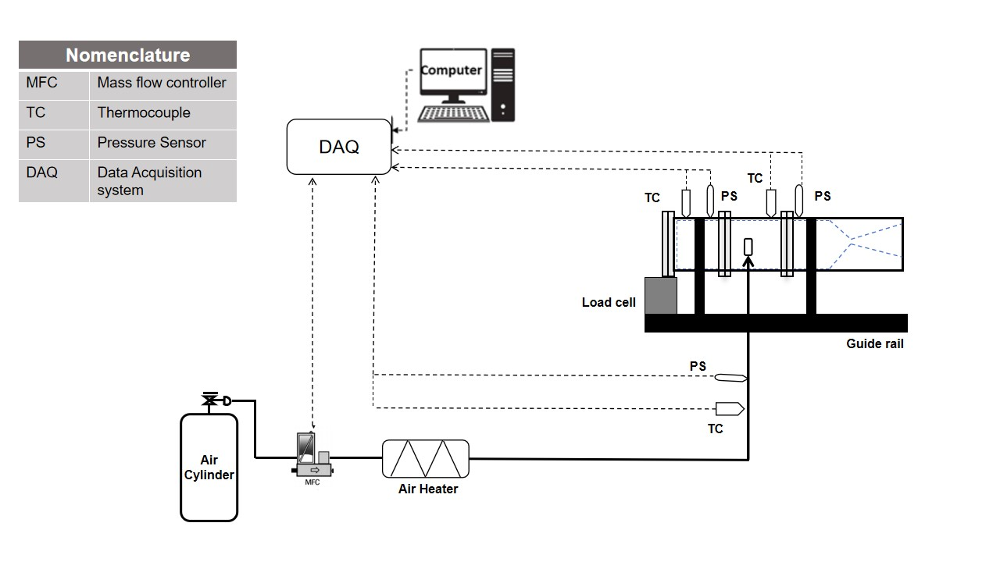 Nomenclature
MFC Mass flow controller
TC Thermocouple
PS Pressure Sensor
DAQ Data Acquisition
system
Computer
DAQ
TC
PS
TC
PS
Load cell
Guide rail
PS
TC
Air
Cylinder
MFC
Air Heater